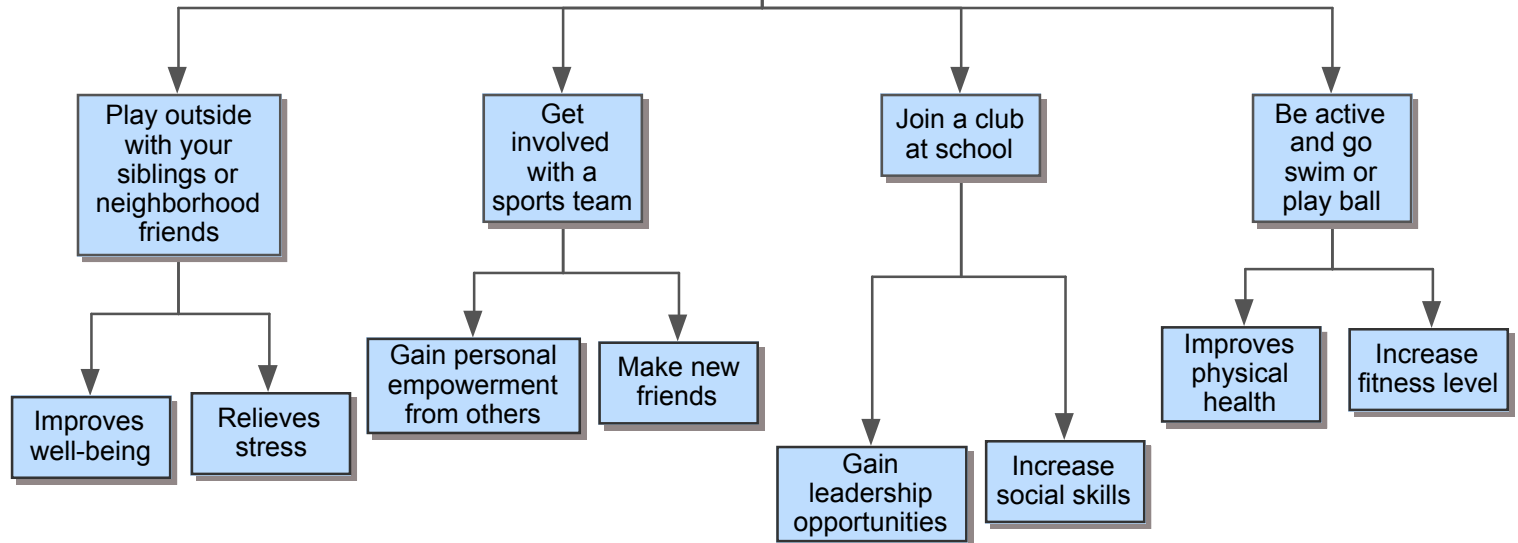 Play outside
with your
siblings or
neighborhood
friends
Get
involved
with a
sports team
Join a club
at school
Be active
and go
swim or
play ball
Improves
well-being
Relieves
stress
Gain personal
empowerment
from others
Make new
friends
Gain
leadership
opportunities
Increase
social skills
Improves
physical
health
Increase
fitness level